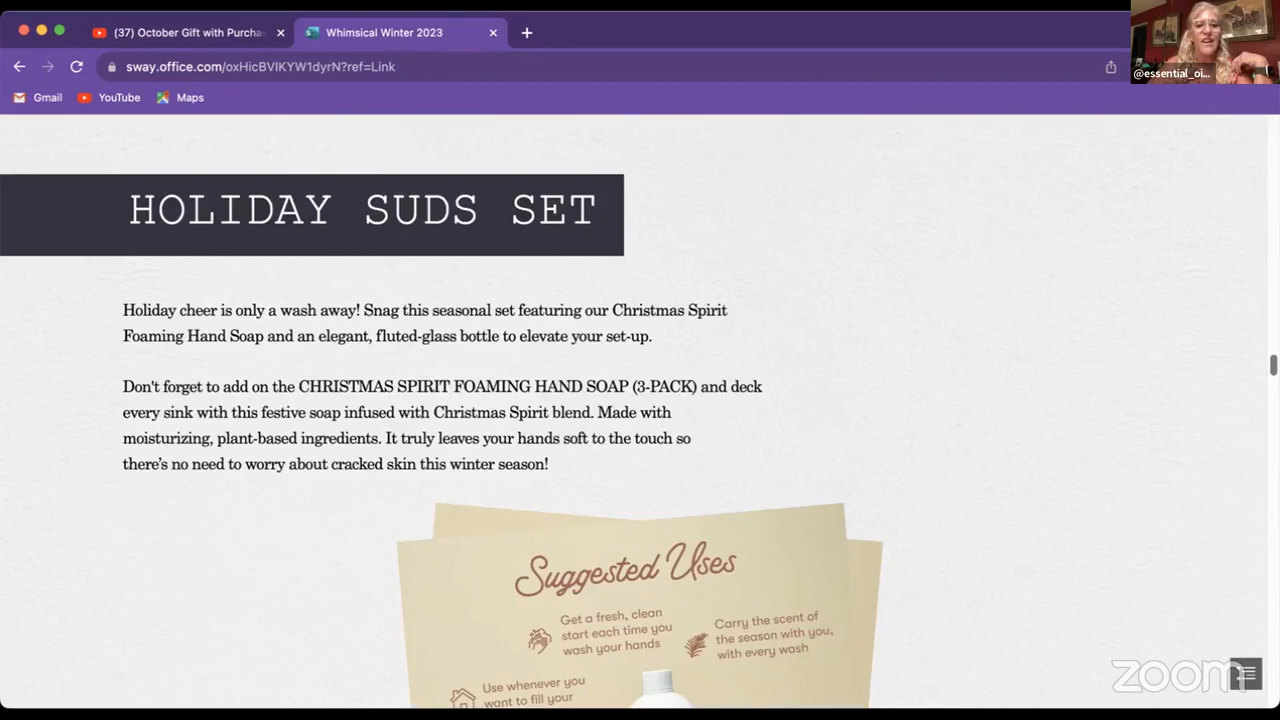 (37) October Gift with Purcha
Whimsical Winter 2023
sway.office.com/oxHicBVIKYW1dyrN?ref=Link
@essential_oi...
Gmail
YouTube
Maps
HOLIDAY SUDS SET
Holiday cheer is only a wash away! Snag this seasonal set featuring our Christmas Spirit
Foaming Hand Soap and an elegant, fluted-glass bottle to elevate your set-up.
Don't forget to add on the CHRISTMAS SPIRIT FOAMING HAND SOAP (3-PACK) and deck
every sink with this festive soap infused with Christmas Spirit blend. Made with
moisturizing, plant-based ingredients. It truly leaves your hands soft to the touch so
there's no need to worry about cracked skin this winter season!
Suggested Uses
Get a fresh, clean
start each time you
wash your hands
Carry the scent of
the season with you,
with every wash
Use whenever you
want to fill your
zoom